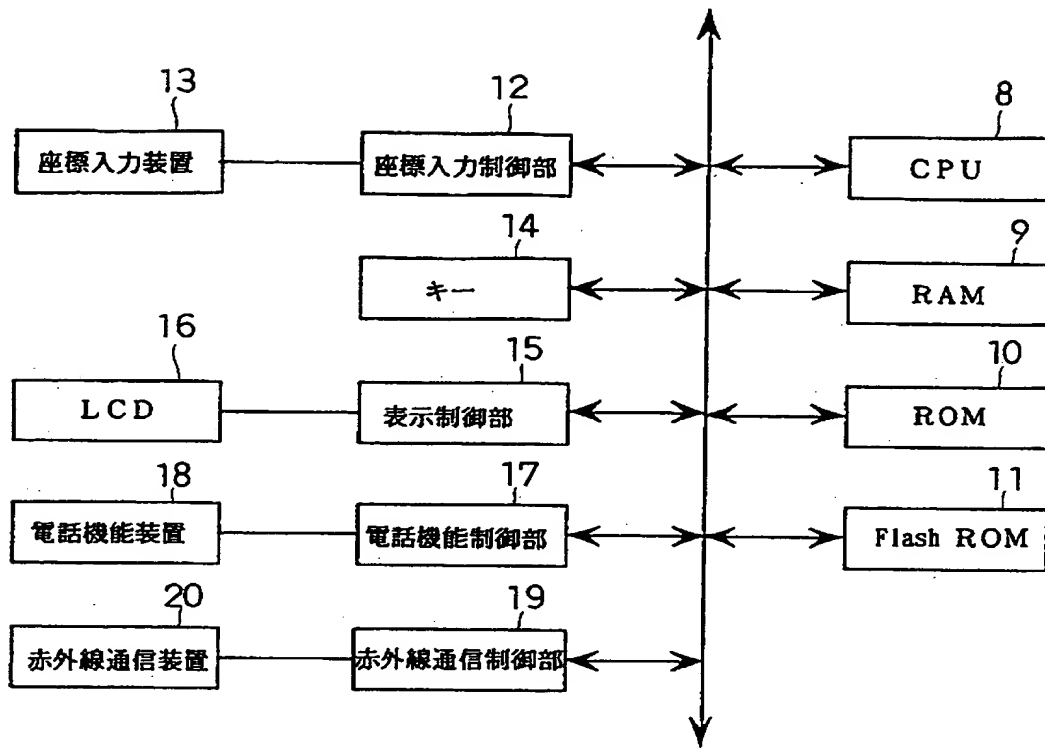 13
座標入力装置
12
座標入力制御部
8
CPU
14
キー
9
RAM
16
LCD
15
表示制御部
10
ROM
18
電話機能装置
17
電話機能制御部
11
Flash ROM
20
赤外線通信装置
19
赤外線通信制御部